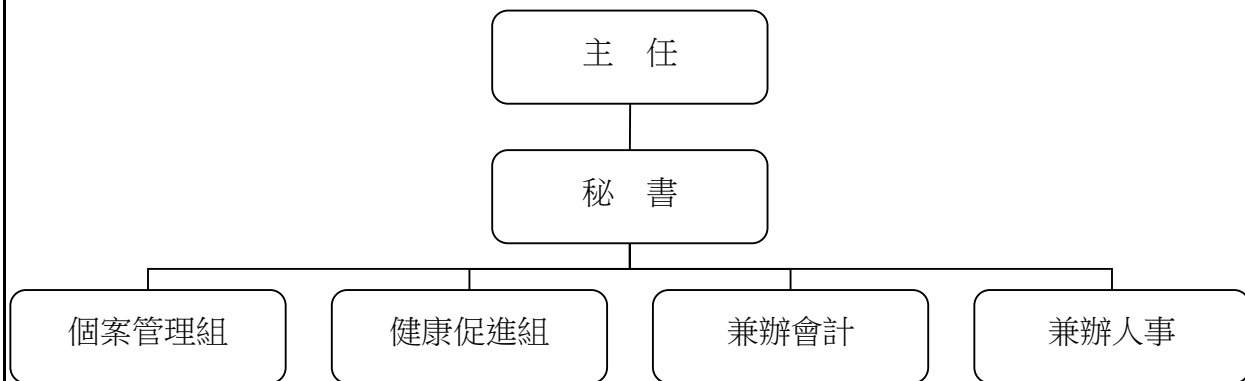 主　任
秘　書
個案管理組
健康促進組
兼辦會計
兼辦人事